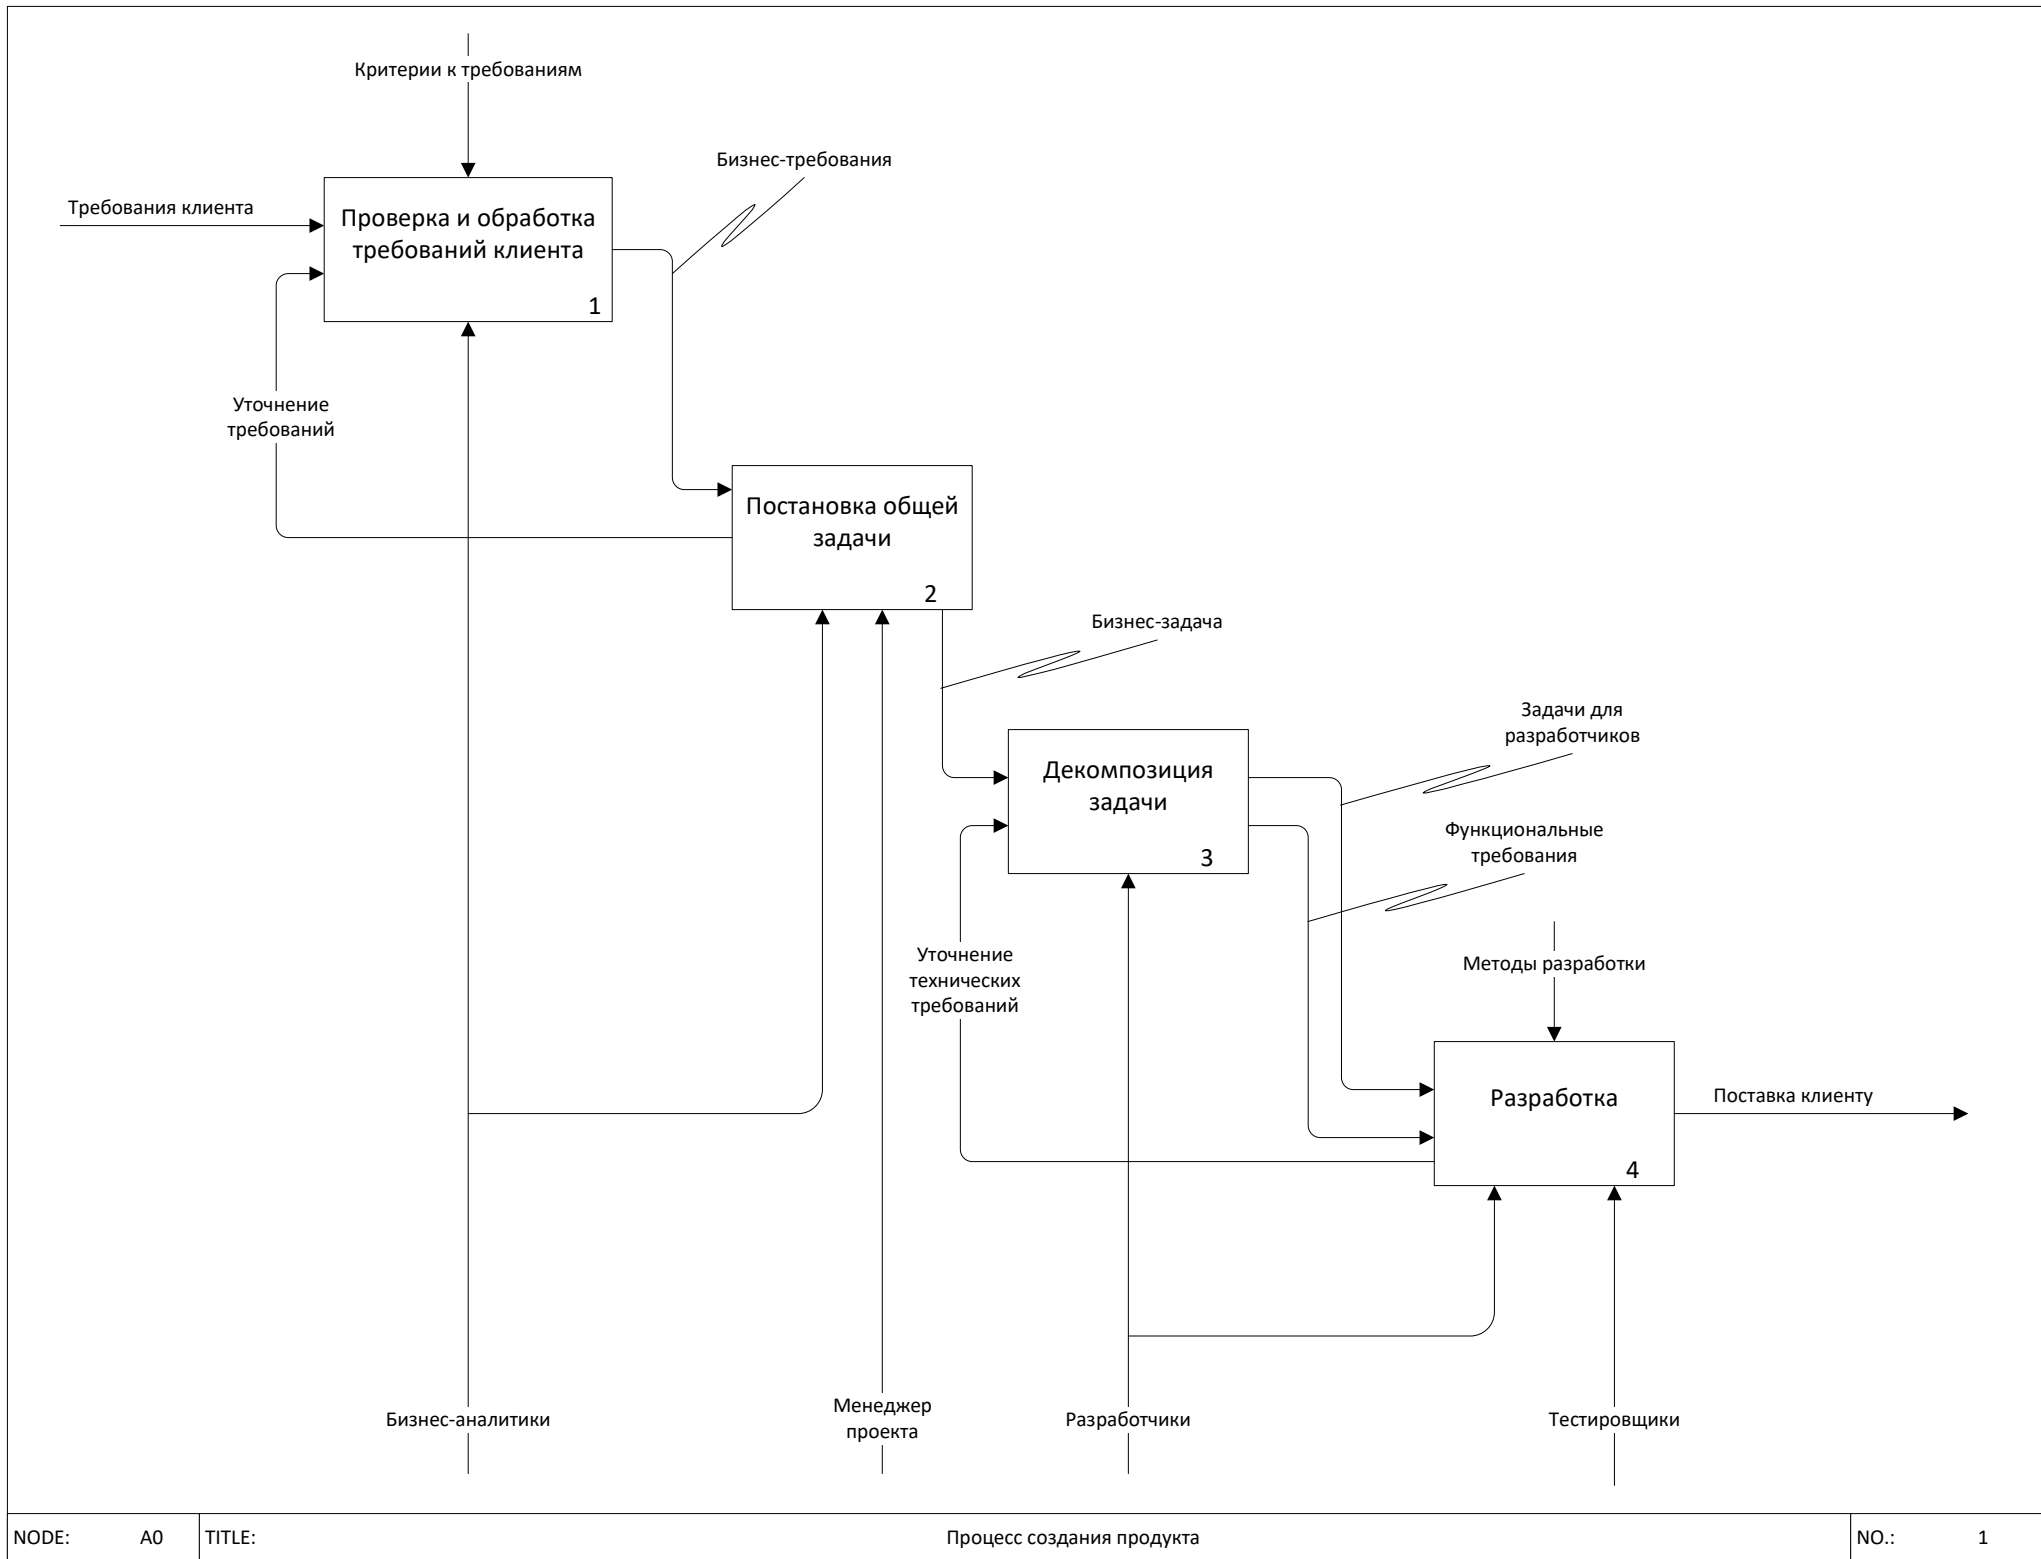 Критерии к требованиям
Бизнес-требования
Требования клиента
Проверка и обработка
требований клиента
1
Уточнение
требований
Постановка общей
задачи
2
Бизнес-задача
Задачи для
разработчиков
Декомпозиция
задачи
3
Функциональные
требования
Уточнение
технических
требований
Методы разработки
Разработка
4
Поставка клиенту
Бизнес-аналитики
Менеджер
проекта
Разработчики
Тестировщики
NODE: A0 TITLE: Процесс создания продукта NO.: 1